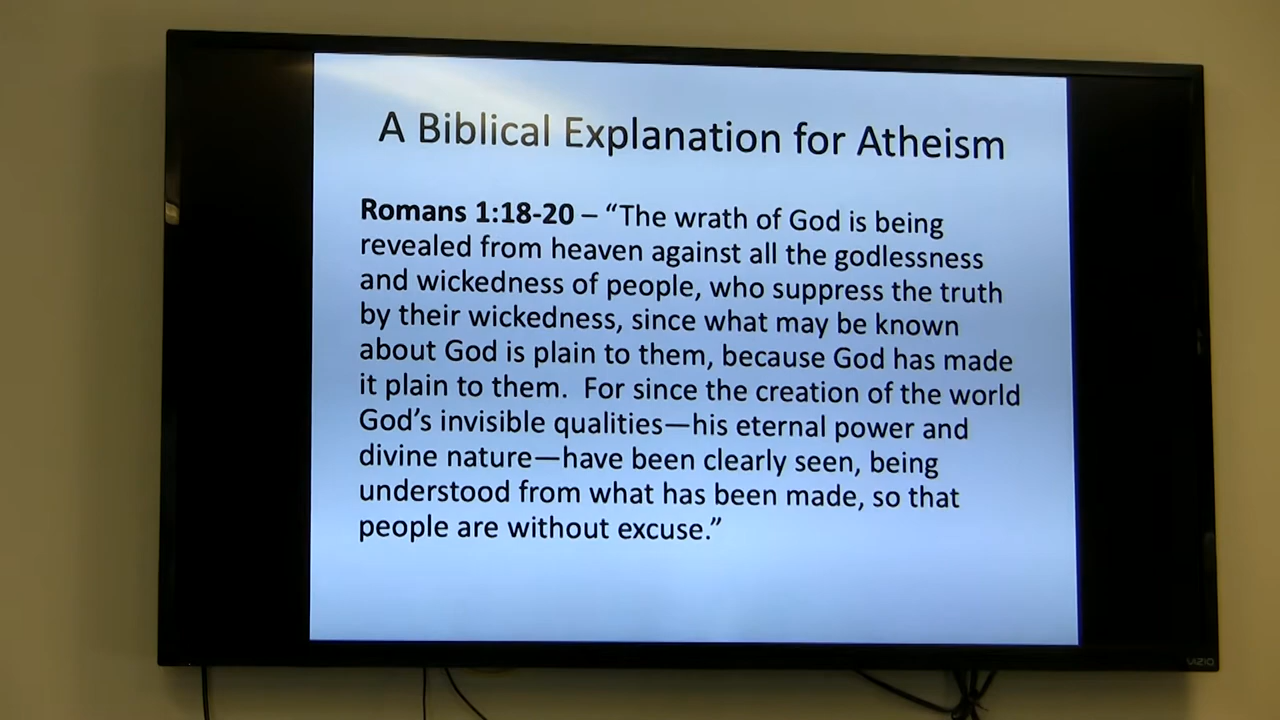 A Biblical Explanation for Atheism
Romans 1:18-20 – “The wrath of God is being
revealed from heaven against all the godlessness
and wickedness of people, who suppress the truth
by their wickedness, since what may be known
about God is plain to them, because God has made
it plain to them.  For since the creation of the world
God’s invisible qualities—his eternal power and
divine nature—have been clearly seen, being
understood from what has been made, so that
people are without excuse.”
VIZIO